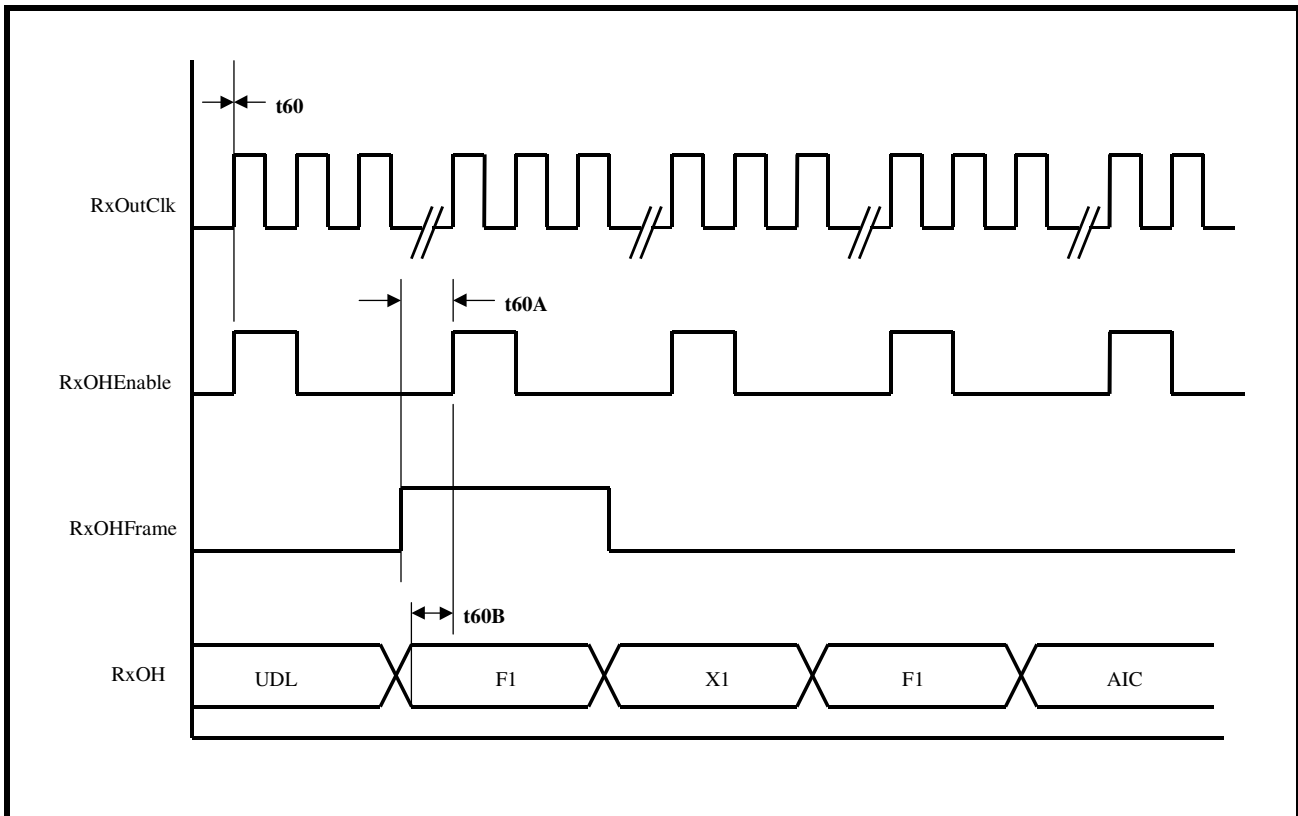 t60
RxOutClk
t60A
RxOHEnable
RxOHFrame
t60B
RxOH UDL F1 X1 F1 AIC